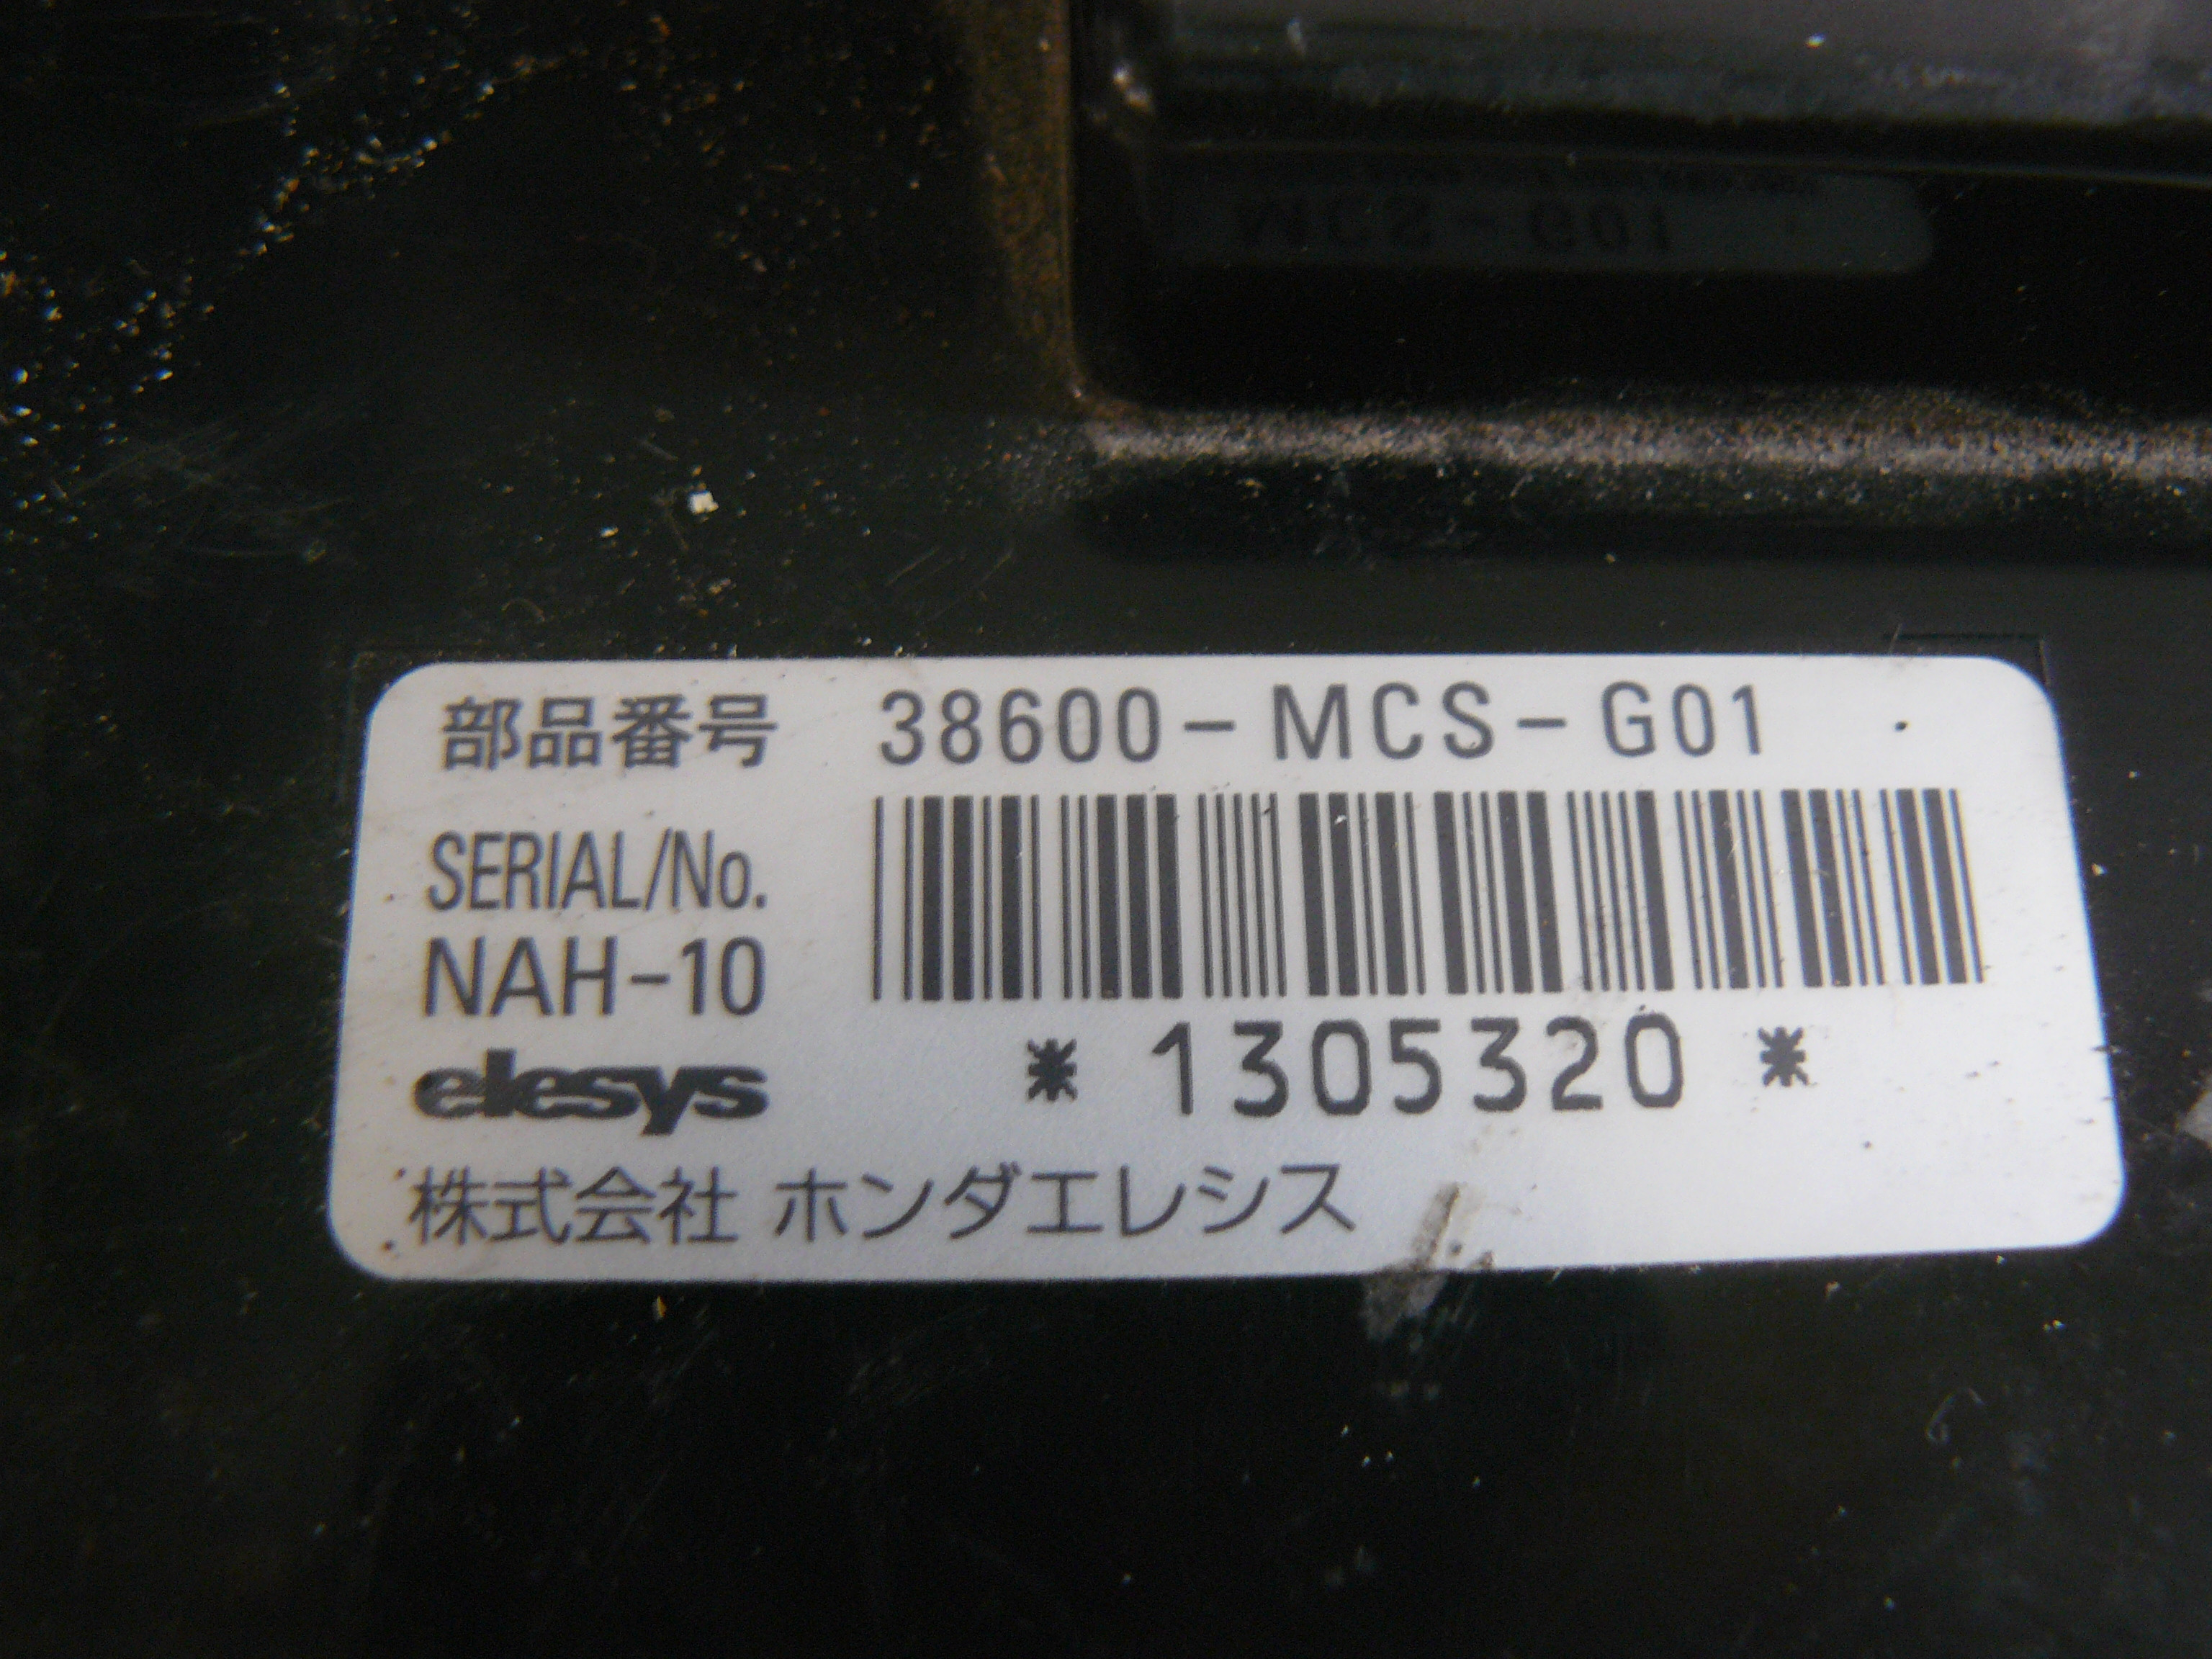 部品番号 38600-MCS-G01
SERIAL/No.
NAH-10
*1305320*
elesys
株式会社 ホンダエレシス